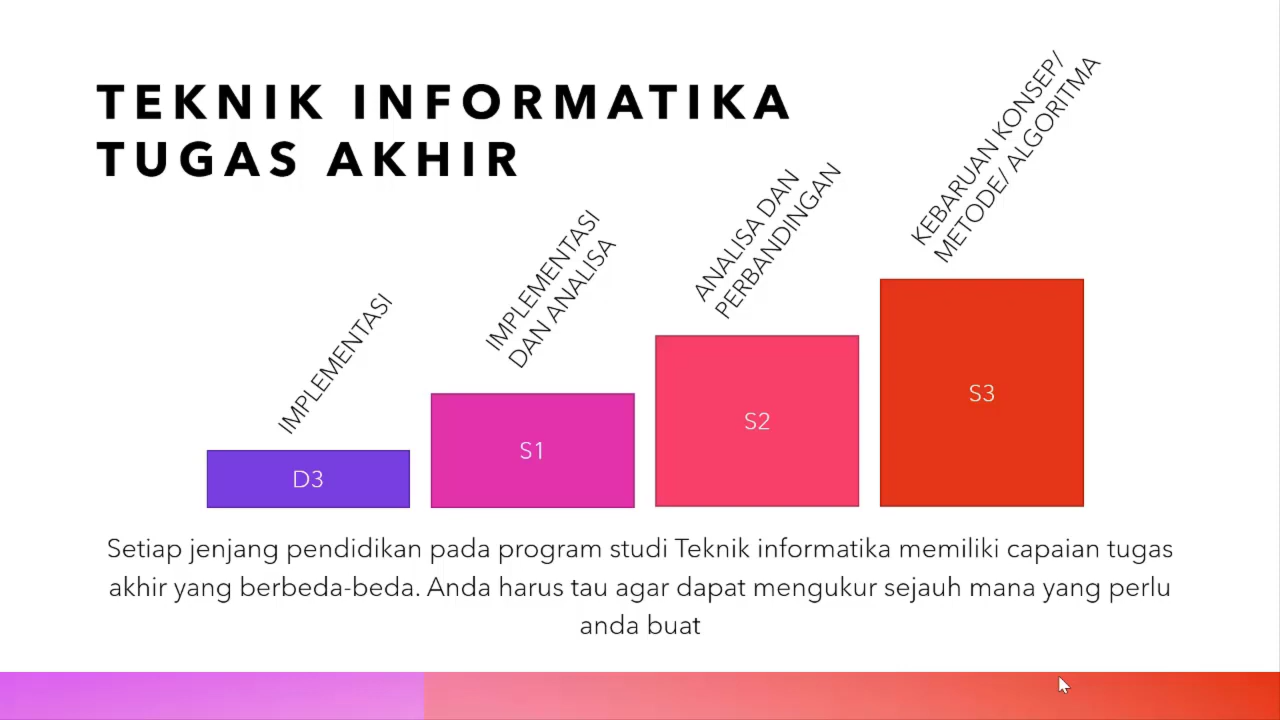 TEKNIK INFORMATIKA
TUGAS AKHIR
IMPLEMENTASI
IMPLEMENTASI
DAN ANALISA
ANALISA DAN
PERBANDINGAN
KEBARUAN KONSEP/
METODE/ ALGORITMA
D3
S1
S2
S3
Setiap jenjang pendidikan pada program studi Teknik informatika memiliki capaian tugas
akhir yang berbeda-beda. Anda harus tau agar dapat mengukur sejauh mana yang perlu
anda buat